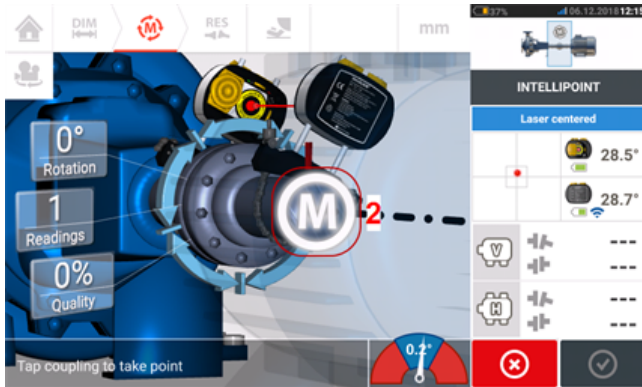 DIM
M
RES
mm
37%
06.12.2018 12:15
INTELLIPOINT
Laser centered
28.5°
28.7°
0°
Rotation
1
Readings
0%
Quality
M
2
V
---
---
H
---
---
0.2°
Tap coupling to take point